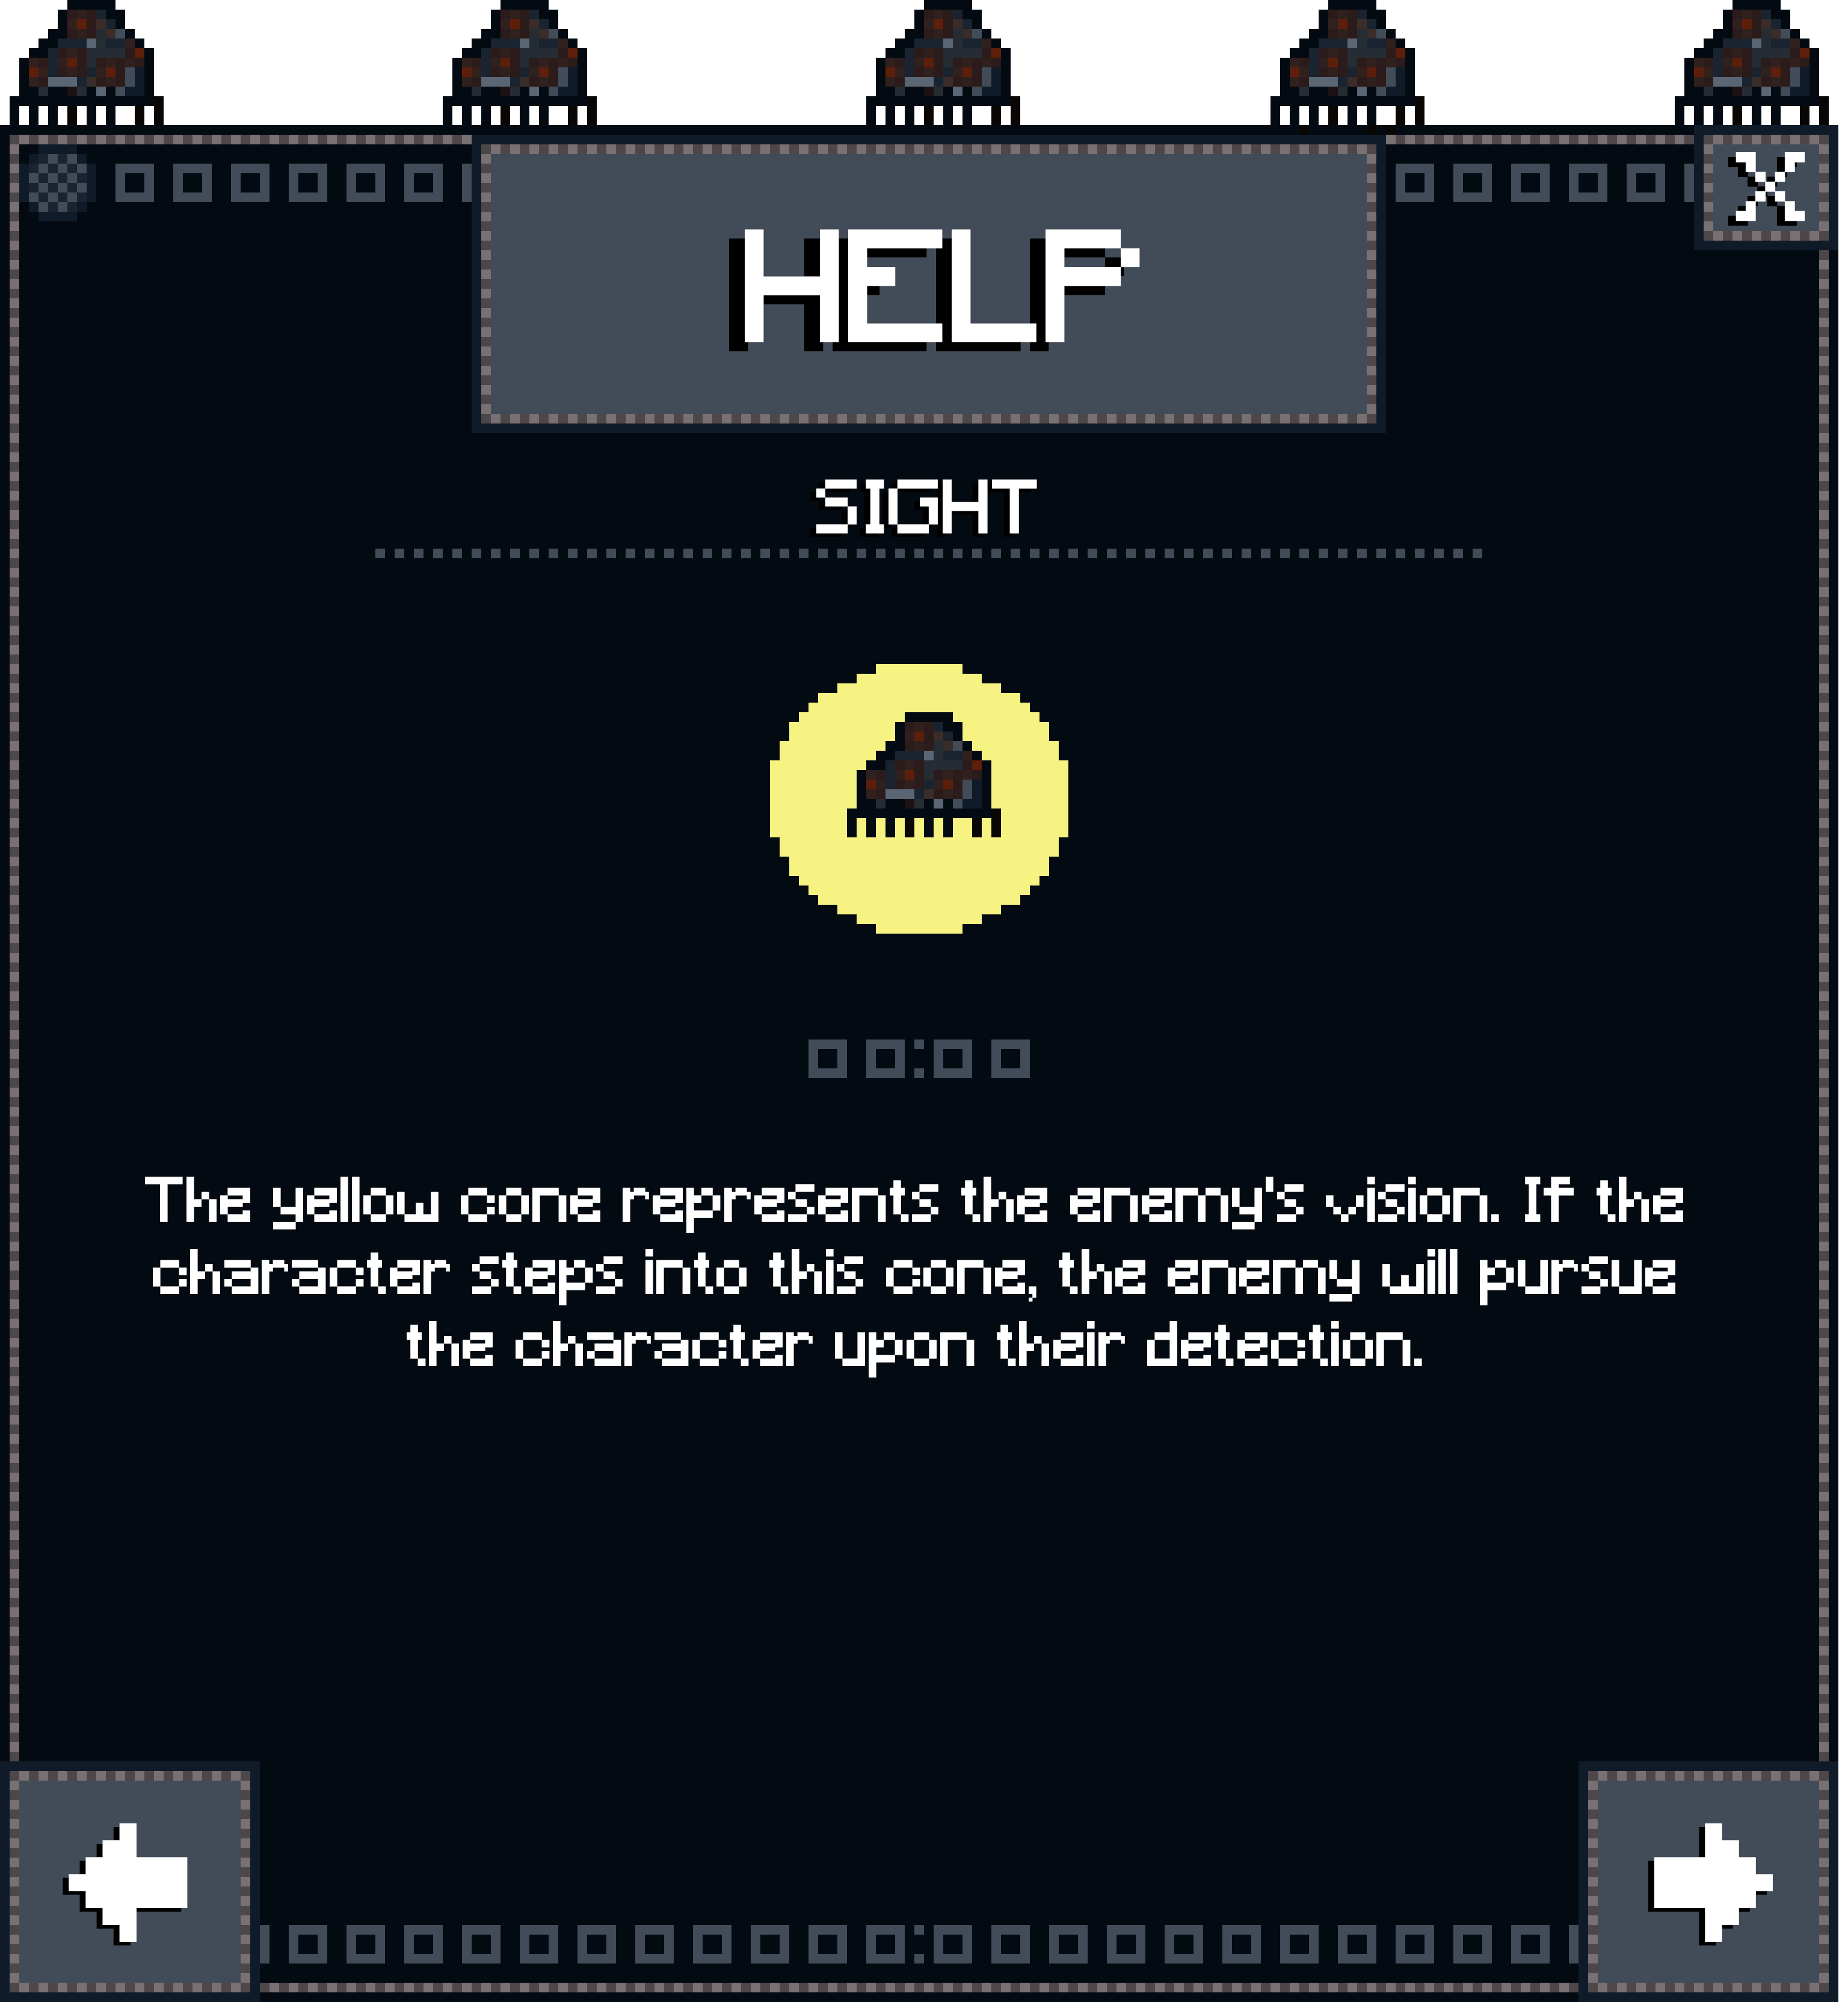 X
HELP
SIGHT
The yellow cone represents the enemy's vision. If the
character steps into this cone, the enemy will pursue
the character upon their detection.